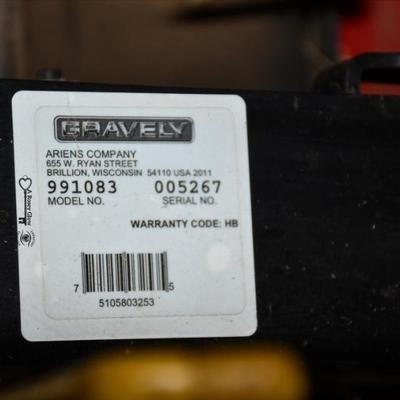 GRAVELY
ARIENS COMPANY
655 W. RYAN STREET
BRILLION, WISCONSIN 54110 USA 2011
991083 005267
MODEL NO. SERIAL NO.
WARRANTY CODE: HB
7 5
5105803253